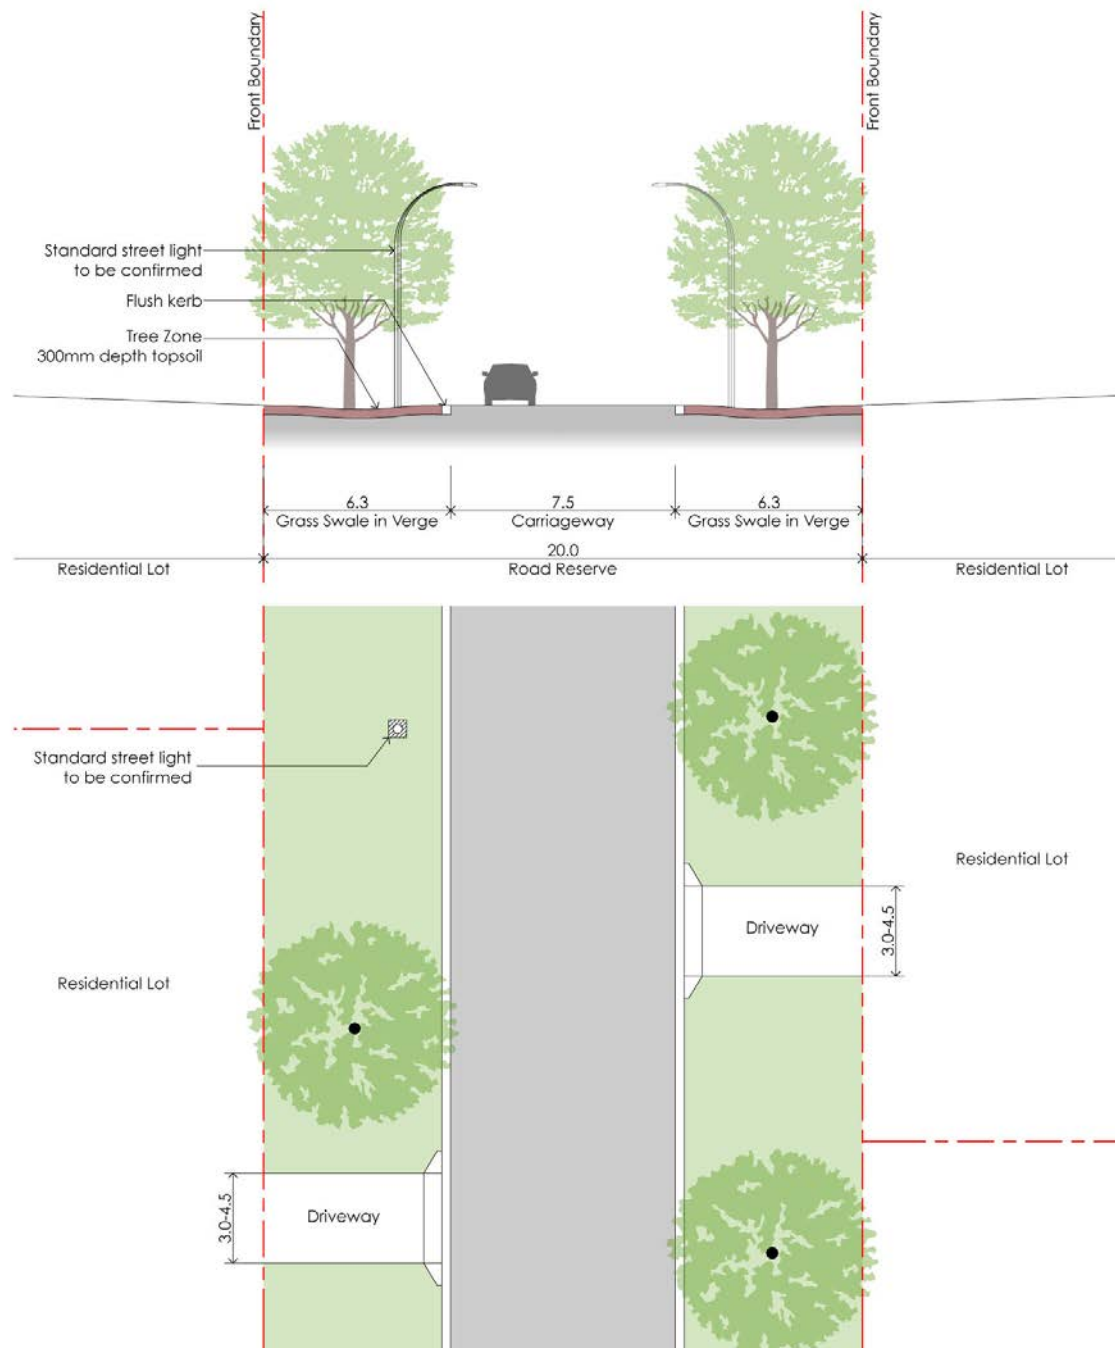 Front Boundary
Front Boundary
Standard street light
to be confirmed
Flush kerb
Tree Zone
300mm depth topsoil
6.3
7.5
6.3
Grass Swale in Verge
Carriageway
Grass Swale in Verge
20.0
Residential Lot
Road Reserve
Residential Lot
Standard street light
to be confirmed
Residential Lot
Driveway
3.0-4.5
Residential Lot
3.0-4.5
Driveway